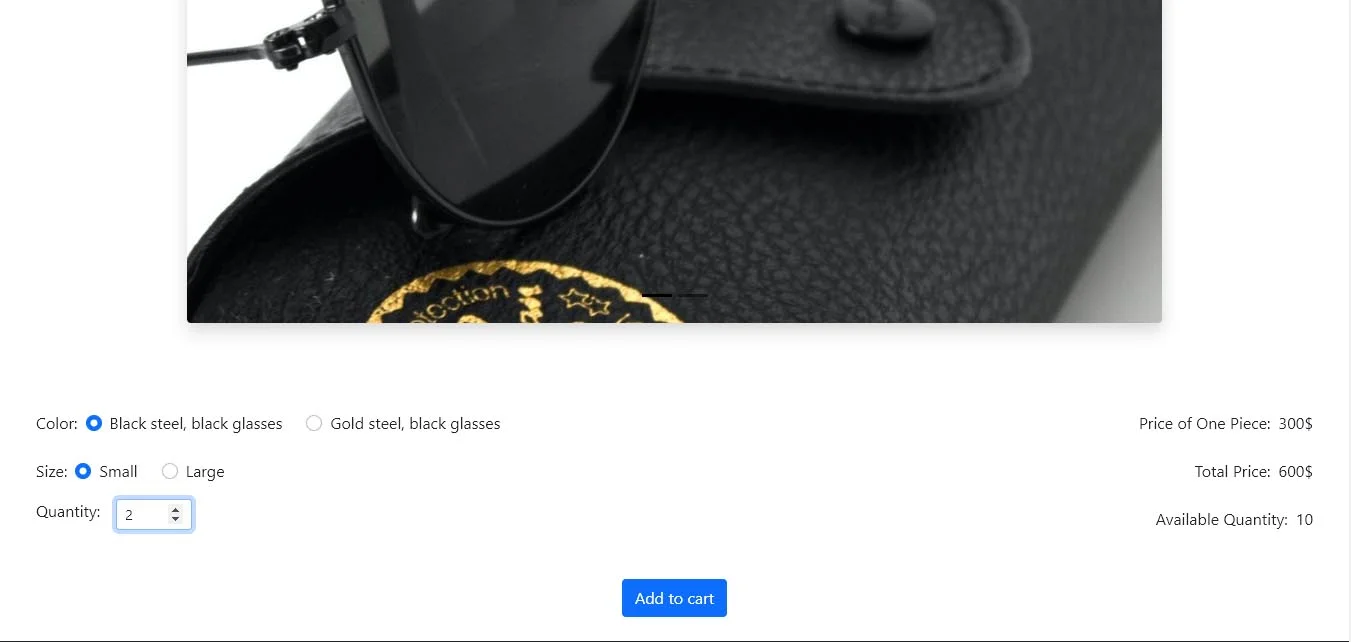 Color: Black steel, black glasses Gold steel, black glasses
Price of One Piece: 300$
Size: Small Large
Total Price: 600$
Quantity: 2
Available Quantity: 10
Add to cart